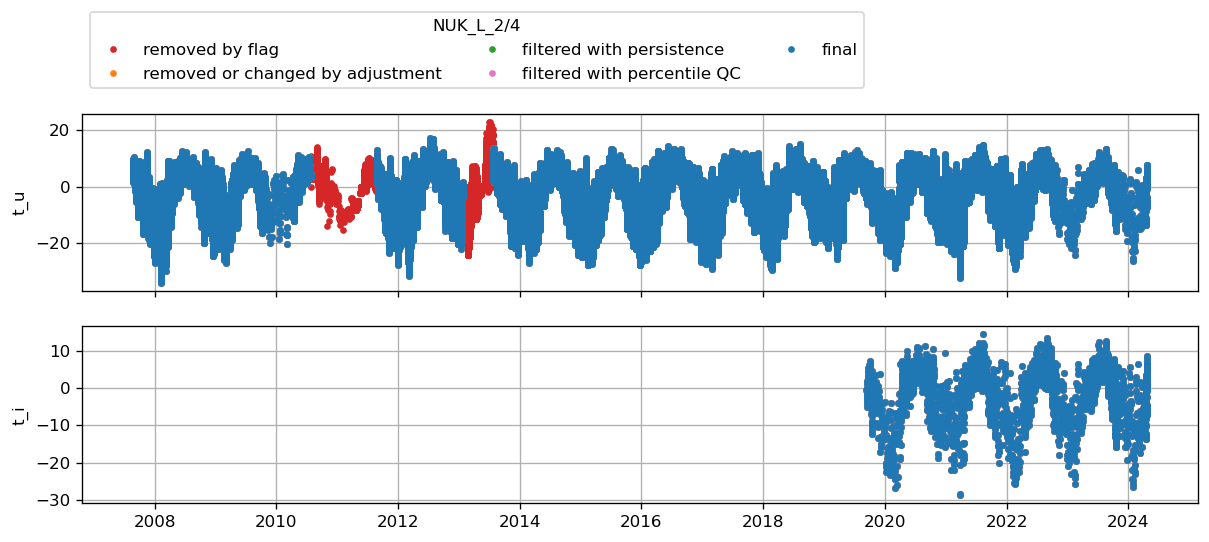 NUK_L_2/4
removed by flag
filtered with persistence
final
removed or changed by adjustment
filtered with percentile QC
20
0
−20
t_u
10
0
−10
−20
−30
t_i
2008 2010 2012 2014 2016 2018 2020 2022 2024